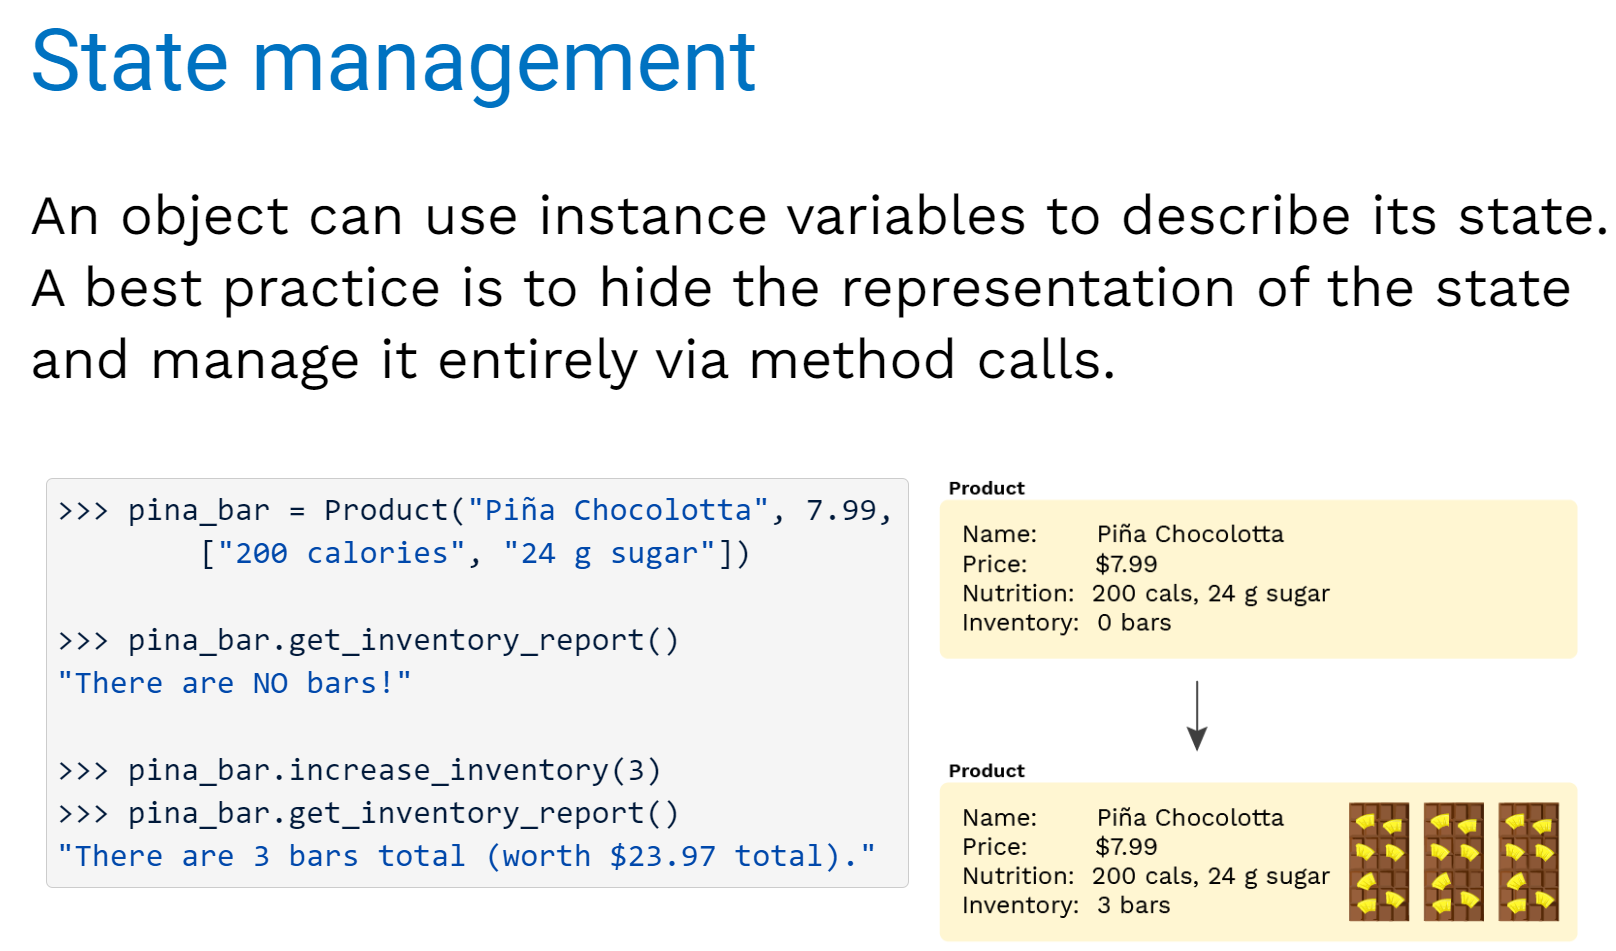 State management
An object can use instance variables to describe its state.
A best practice is to hide the representation of the state
and manage it entirely via method calls.
>>> pina_bar = Product("Piña Chocolotta", 7.99,
["200 calories", "24 g sugar"])
>>> pina_bar.get_inventory_report()
"There are NO bars!"
>>> pina_bar.increase_inventory(3)
>>> pina_bar.get_inventory_report()
"There are 3 bars total (worth $23.97 total)."
Product
Name: Piña Chocolotta
Price: $7.99
Nutrition: 200 cals, 24 g sugar
Inventory: 0 bars
Product
Name: Piña Chocolotta
Price: $7.99
Nutrition: 200 cals, 24 g sugar
Inventory: 3 bars